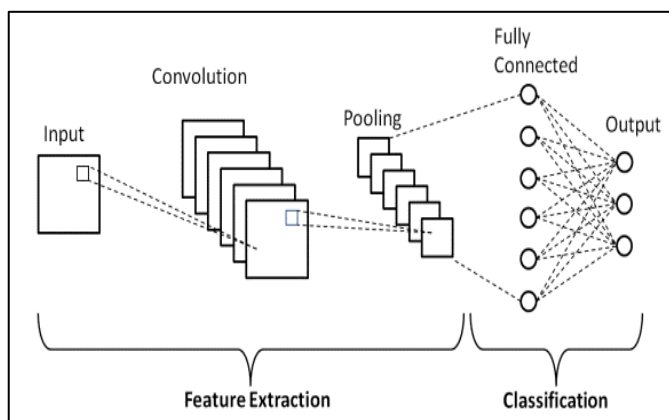 Input
Convolution
Pooling
Fully
Connected
Output
Feature Extraction
Classification